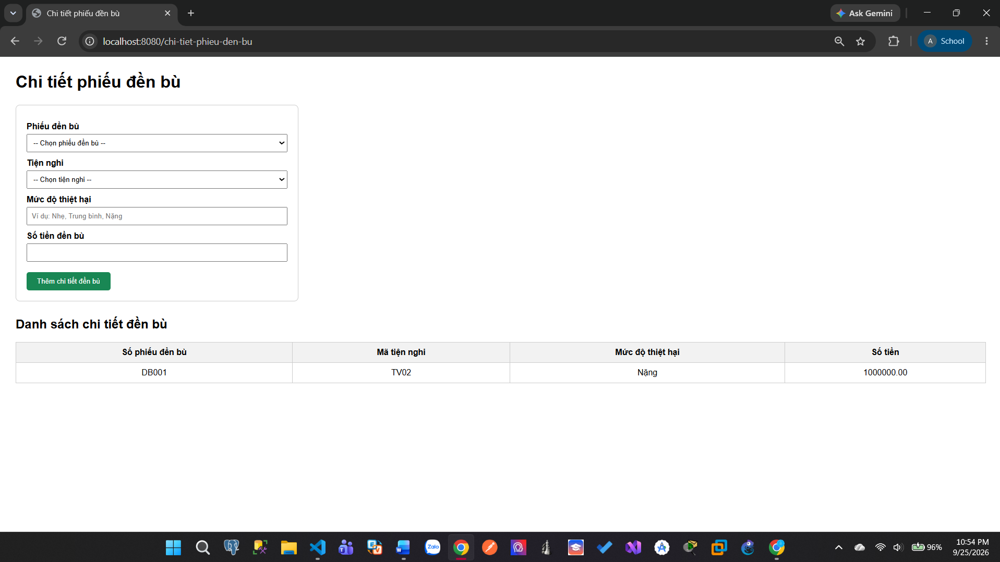 Chi tiết phiếu đền bù
Ask Gemini
localhost:8080/chi-tiet-phieu-den-bu
A School
Chi tiết phiếu đền bù
Phiếu đền bù
-- Chọn phiếu đền bù --
Tiện nghi
-- Chọn tiện nghi --
Mức độ thiệt hại
Ví dụ: Nhẹ, Trung bình, Nặng
Số tiền đền bù
Thêm chi tiết đền bù
Danh sách chi tiết đền bù
Số phiếu đền bù Mã tiện nghi Mức độ thiệt hại Số tiền
DB001 TV02 Nặng 1000000.00
Zalo
96%
10:54 PM
9/25/2026